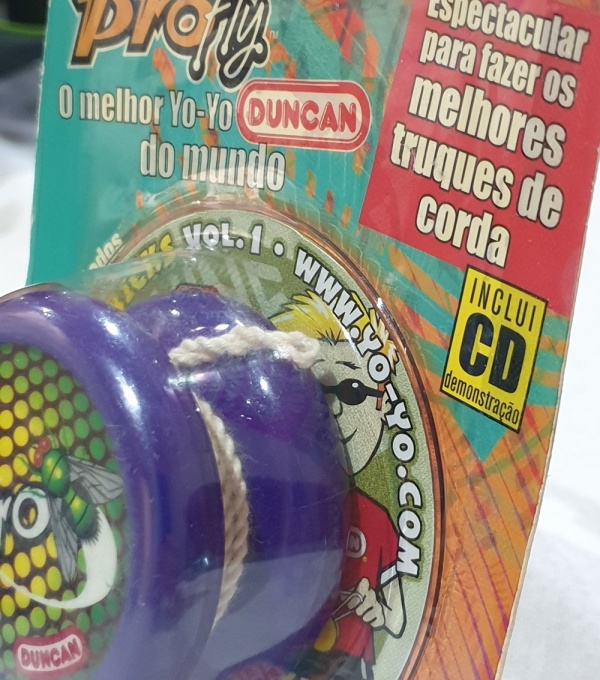 Profly
O melhor Yo-Yo DUNCAN
do mundo
Espectacular
para fazer os
melhores
truques de
corda
INCLUI
CD
demonstração
VOL. 1 • WWW.YO-YO.COM
DUNCAN